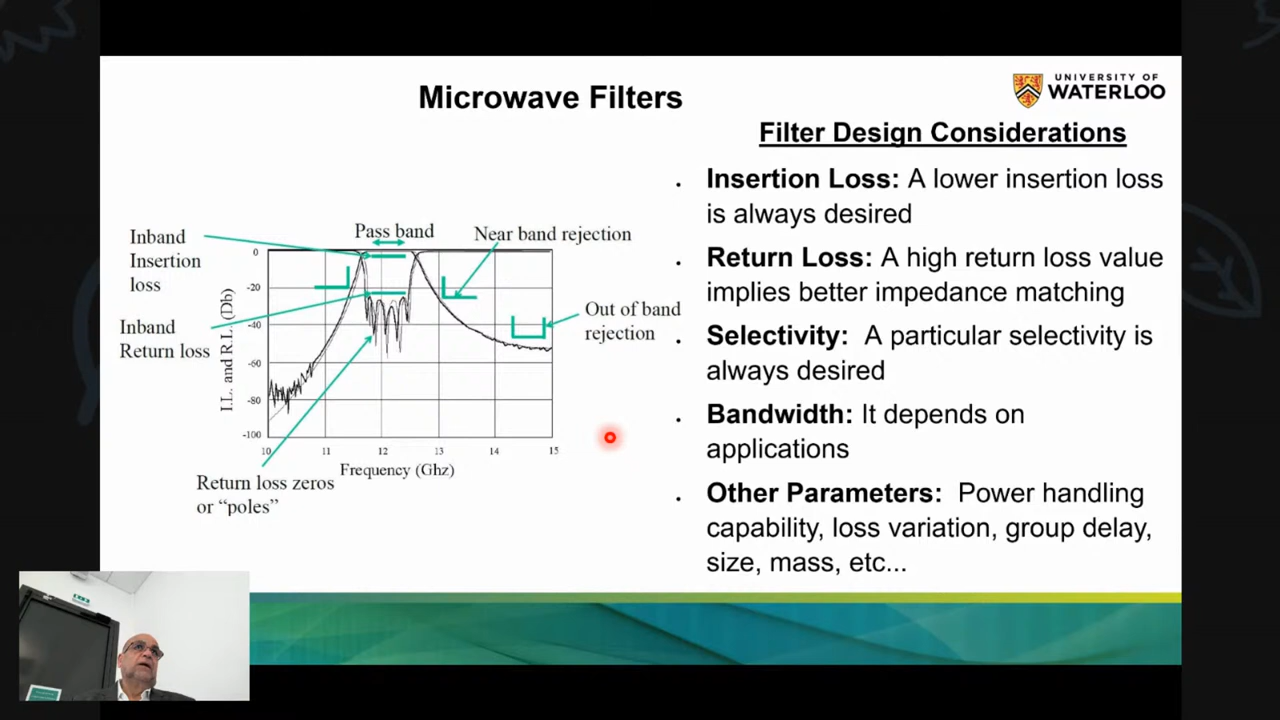 Microwave Filters
UNIVERSITY OF
WATERLOO
Filter Design Considerations
. Insertion Loss: A lower insertion loss
is always desired
. Return Loss: A high return loss value
implies better impedance matching
. Selectivity: A particular selectivity is
always desired
. Bandwidth: It depends on
applications
. Other Parameters: Power handling
capability, loss variation, group delay,
size, mass, etc...
Inband
Insertion
loss
Pass band
Near band rejection
Inband
Return loss
Out of band
rejection
I.L. and R.L. (Db)
0
-20
-40
-60
-80
-100
10
11
12
13
14
15
Frequency (Ghz)
Return loss zeros
or “poles”